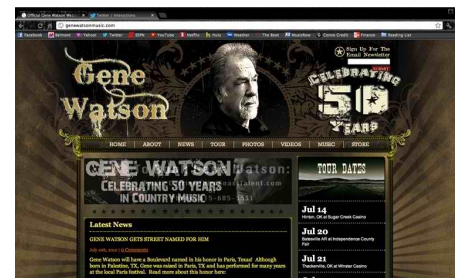 Official Gene Watson
Twitter / Interactions
genewatsonmusic.com
Facebook
Yahoo!
Twitter
ESPN
YouTube
Netflix
Hulu
Weather
The Beat
Finance
Reading List
Sign Up For The
Email Newsletter
Gene
Watson
CELEBRATING
50
YEARS
HOME ABOUT NEWS TOUR PHOTOS VIDEOS MUSIC STORE
GENE WATSON
CELEBRATING 50 YEARS
IN COUNTRY MUSIC
TOUR DATES
Latest News
GENE WATSON GETS STREET NAMED FOR HIM
0 Comments
Gene Watson will have a Boulevard named in his honor in Paris, Texas! Although
born in Palestine, TX, Gene was raised in Paris, TX and has performed for many years
at the local Paris festival. Read more about this honor here:
Jul 14
Hinton, OK at Sugar Creek Casino
Jul 20
Batesville AR at Independence County
Fair
Jul 21
Thackerville, OK at Winstar Casino